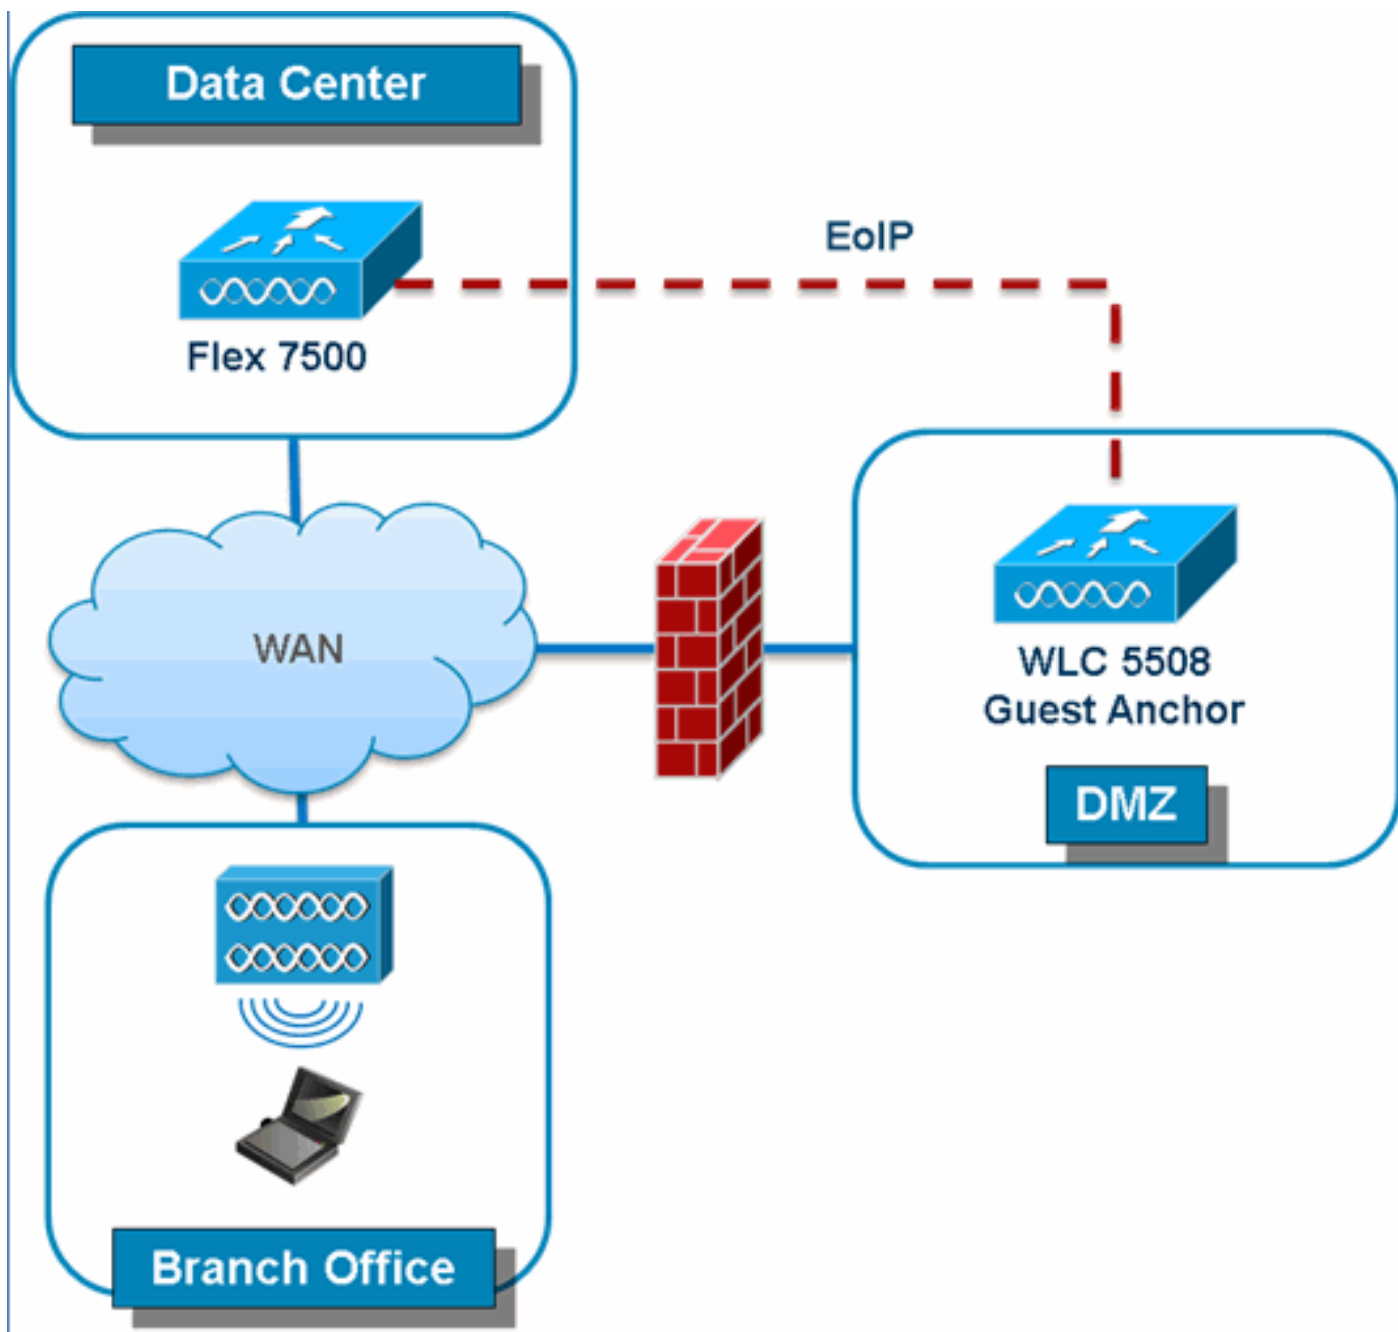 Data Center
EoIP
Flex 7500
WAN
WLC 5508
Guest Anchor
DMZ
Branch Office